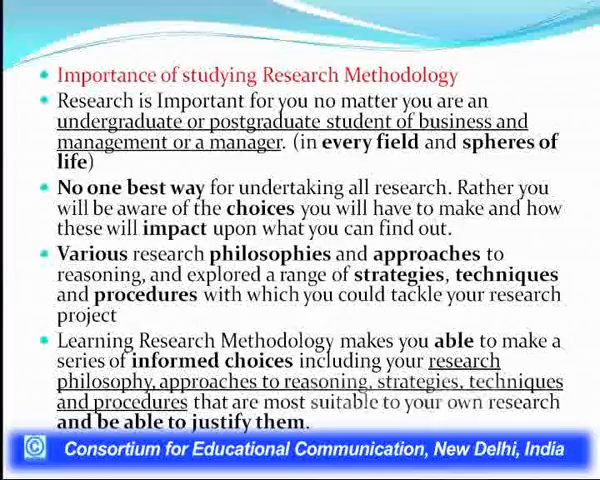 Importance of studying Research Methodology
Research is Important for you no matter you are an
undergraduate or postgraduate student of business and
management or a manager. (in every field and spheres of
life)
No one best way for undertaking all research. Rather you
will be aware of the choices you will have to make and how
these will impact upon what you can find out.
Various research philosophies and approaches to
reasoning, and explored a range of strategies, techniques
and procedures with which you could tackle your research
project
Learning Research Methodology makes you able to make a
series of informed choices including your research
philosophy, approaches to reasoning, strategies, techniques
and procedures that are most suitable to your own research
and be able to justify them.
© Consortium for Educational Communication, New Delhi, India